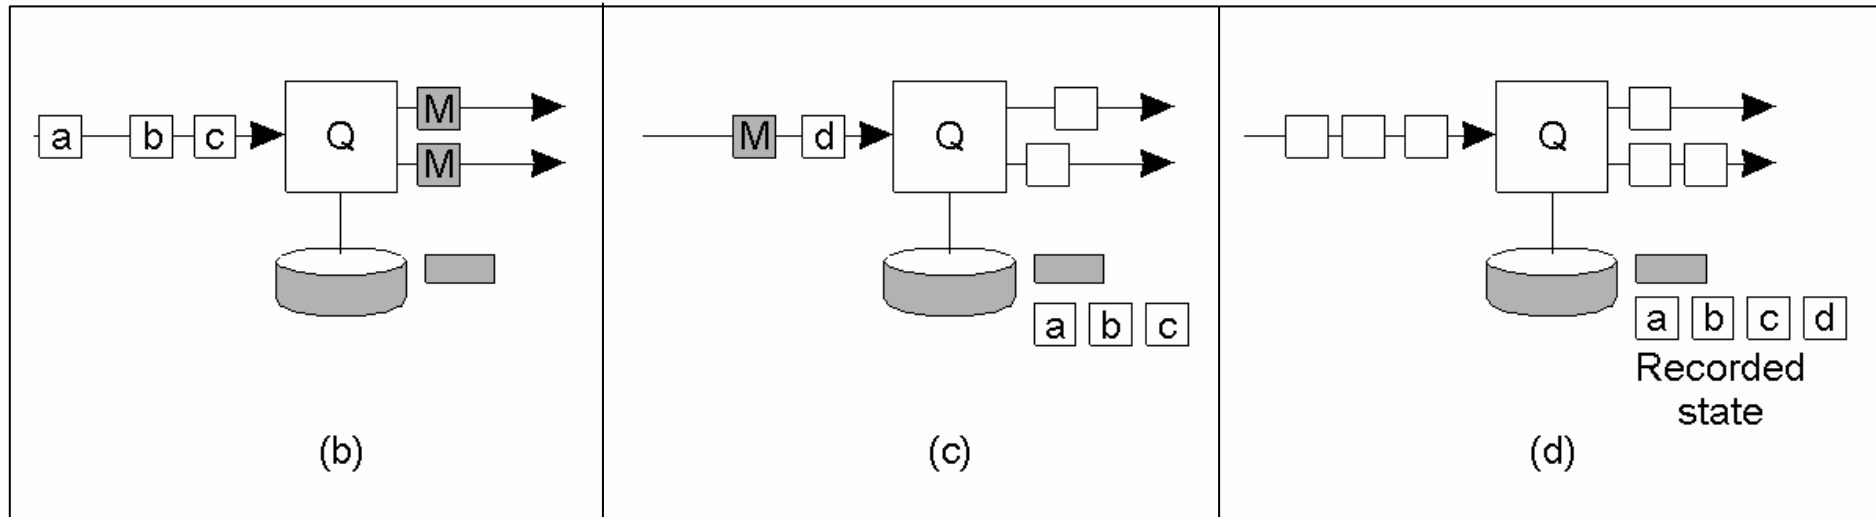 a b c Q M
M
a b c
(b)
M d Q
a b c
(c)
Q
a b c d
Recorded
state
(d)